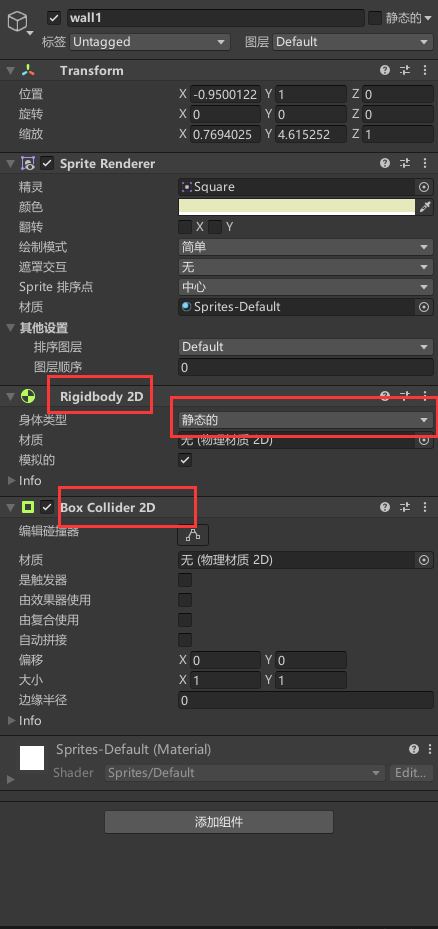 wall1 静态的
标签 Untagged 图层 Default
Transform
位置 X -0.9500122 Y 1 Z 0
旋转 X 0 Y 0 Z 0
缩放 X 0.7694025 Y 4.615252 Z 1
Sprite Renderer
精灵 Square
颜色
翻转 X Y
绘制模式 简单
遮罩交互 无
Sprite 排序点 中心
材质 Sprites-Default
其他设置
排序图层 Default
图层顺序 0
Rigidbody 2D
身体类型 静态的
材质 无 (物理材质 2D)
模拟的
Info
Box Collider 2D
编辑碰撞器
材质 无 (物理材质 2D)
是触发器
由效果器使用
由复合使用
自动拼接
偏移 X 0 Y 0
大小 X 1 Y 1
边缘半径 0
Info
Sprites-Default (Material)
Shader Sprites/Default Edit...
添加组件